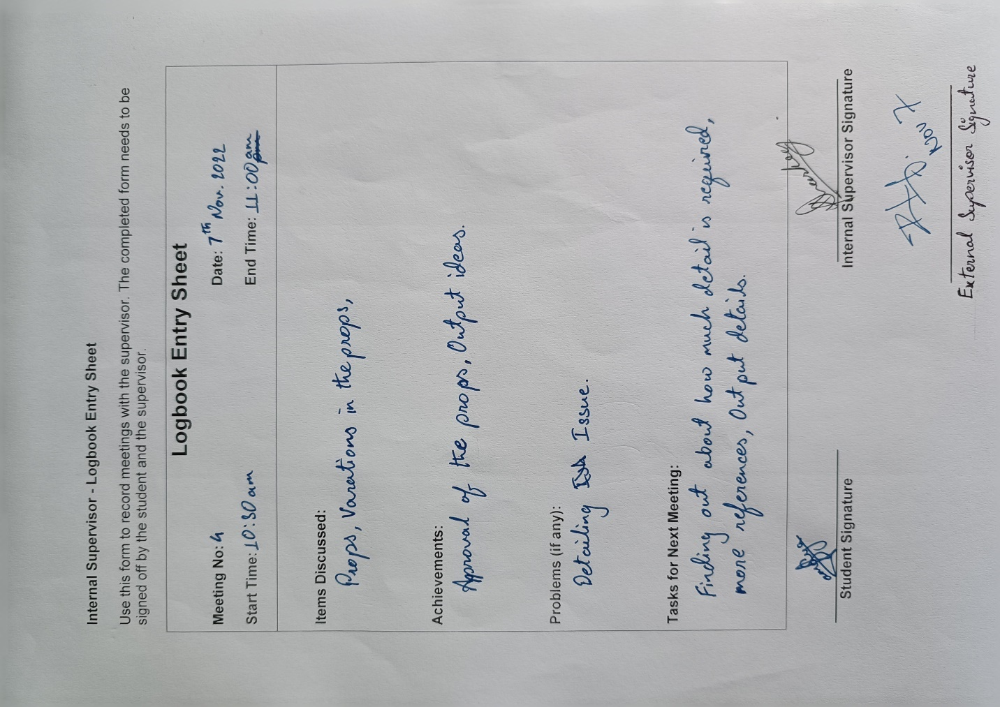 Internal Supervisor - Logbook Entry Sheet
Use this form to record meetings with the supervisor. The completed form needs to be
signed off by the student and the supervisor.
Logbook Entry Sheet
Meeting No: 4 Date: 7th Nov. 2022
Start Time: 10:30 am End Time: 11:00 am
Items Discussed:
Props, Variations in the props,
Achievements:
Approval of the props, Output ideas.
Problems (if any):
Detailing Issue.
Tasks for Next Meeting:
Finding out about how much detail is required,
more references, Output details.
Student Signature Internal Supervisor Signature
Nov 7
External Supervisor Signature